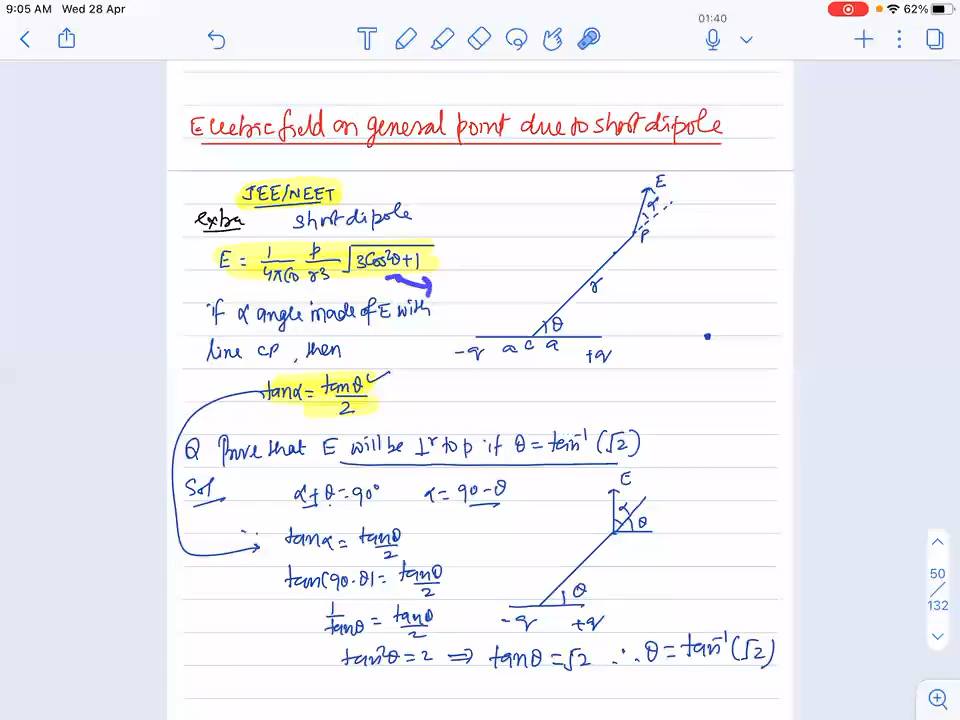 9:05 AM Wed 28 Apr
62%
01:40
Electric field on general point due to short dipole
JEE/NEET
extra short dipole
E = 1/4πε0 p/r3 √3cos²θ+1
if α angle made of E with
line CP, then
tanα = tanθ/2
E
α
P
r
θ
-q a c a +q
Q Prove that E will be ⊥r to p if θ = tan⁻¹(√2)
Sol α+θ=90° α=90-θ
∴ tanα = tanθ/2
tan(90-θ) = tanθ/2
1/tanθ = tanθ/2
tan²θ = 2 ⟹ tanθ = √2 ∴ θ = tan⁻¹(√2)
E
α
θ
θ
-q +q
50
/
132